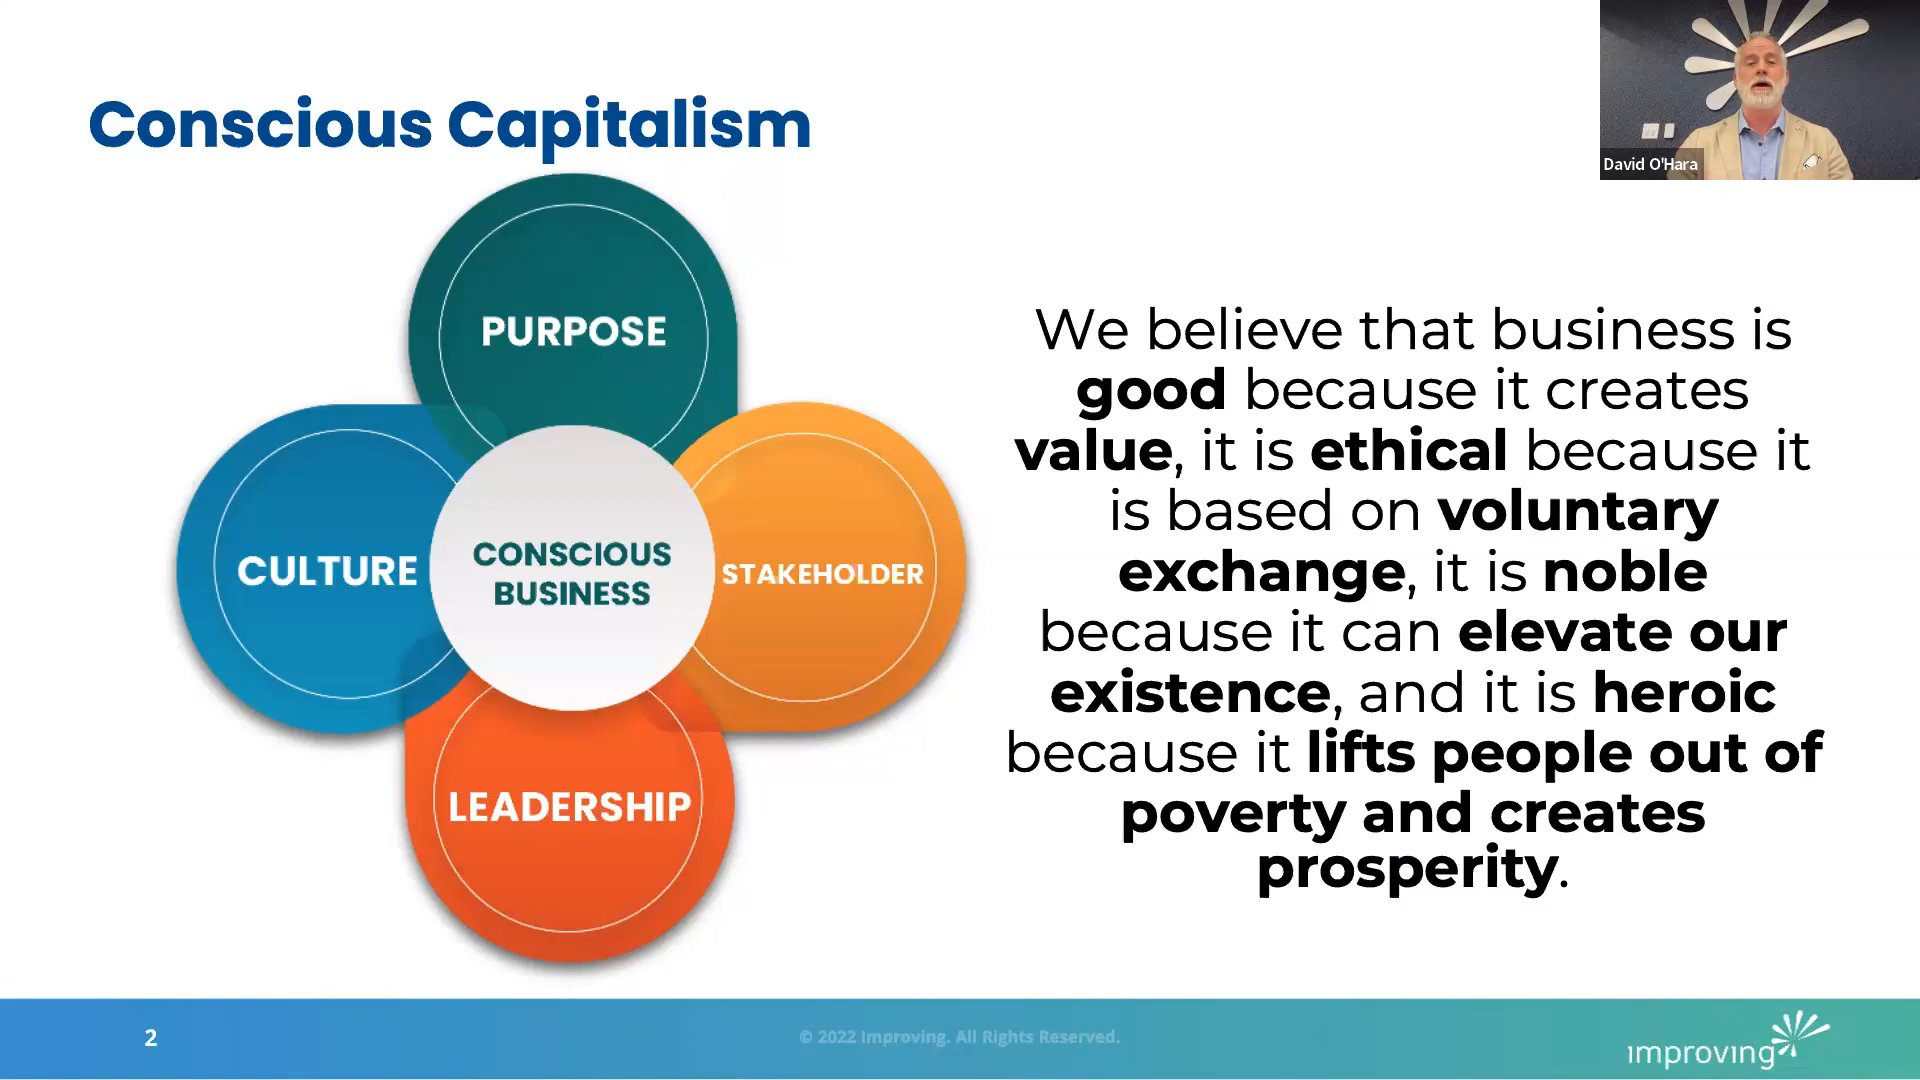 Conscious Capitalism
David O'Hara
PURPOSE
CULTURE
CONSCIOUS
BUSINESS
STAKEHOLDER
LEADERSHIP
We believe that business is
good because it creates
value, it is ethical because it
is based on voluntary
exchange, it is noble
because it can elevate our
existence, and it is heroic
because it lifts people out of
poverty and creates
prosperity.
2
© 2022 Improving. All Rights Reserved.
improving